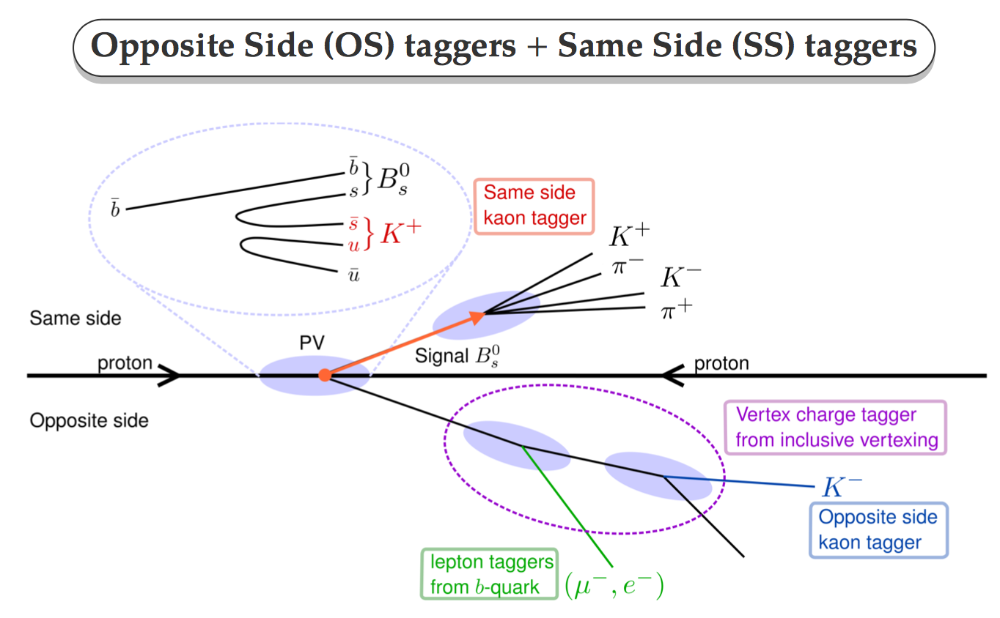 Opposite Side (OS) taggers + Same Side (SS) taggers
b̄
b̄
s
} B⁰ₛ
s̄
u
} K⁺
ū
Same side
kaon tagger
K⁺
π⁻
K⁻
π⁺
Same side
PV
Signal B⁰ₛ
proton
proton
Opposite side
Vertex charge tagger
from inclusive vertexing
K⁻
Opposite side
kaon tagger
lepton taggers
from b-quark
(μ⁻, e⁻)